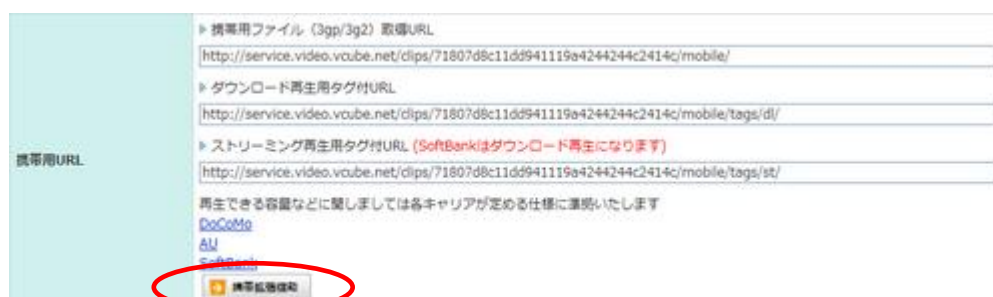 携帯用ファイル（3gp/3g2）取得URL
http://service.video.vcube.net/clips/71807d8c11dd941119a4244244c2414c/mobile/
ダウンロード再生用タグ付URL
http://service.video.vcube.net/clips/71807d8c11dd941119a4244244c2414c/mobile/tags/dl/
携帯用URL
ストリーミング再生用タグ付URL (SoftBankはダウンロード再生になります)
http://service.video.vcube.net/clips/71807d8c11dd941119a4244244c2414c/mobile/tags/st/
再生できる容量などに関しましては各キャリアが定める仕様に準拠いたします
DoCoMo
AU
SoftBank
携帯拡張機能